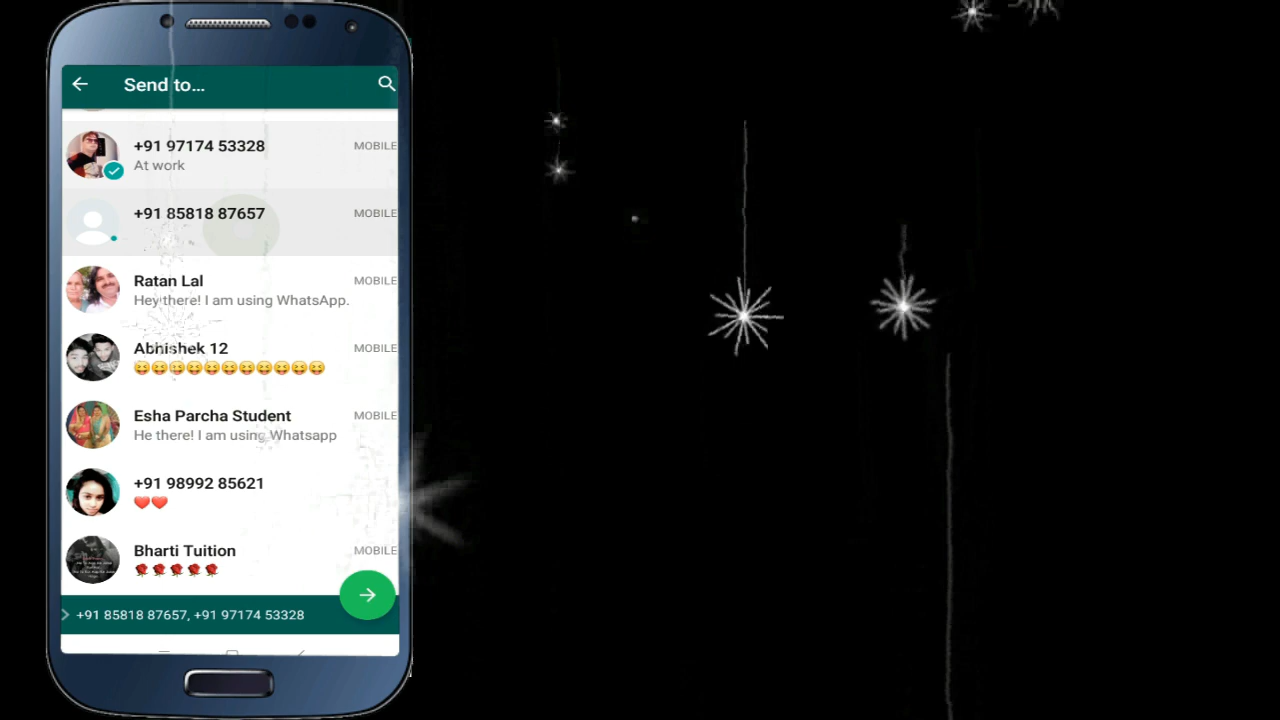 Send to...
+91 97174 53328 MOBILE
At work
+91 85818 87657 MOBILE
Ratan Lal MOBILE
Hey there! I am using WhatsApp.
Abhishek 12 MOBILE
😝😝😝😝😝😝😝😝😝😝😝
Esha Parcha Student MOBILE
He there! I am using Whatsapp
+91 98992 85621
❤️❤️
Bharti Tuition MOBILE
🌹🌹🌹🌹🌹
+91 85818 87657, +91 97174 53328